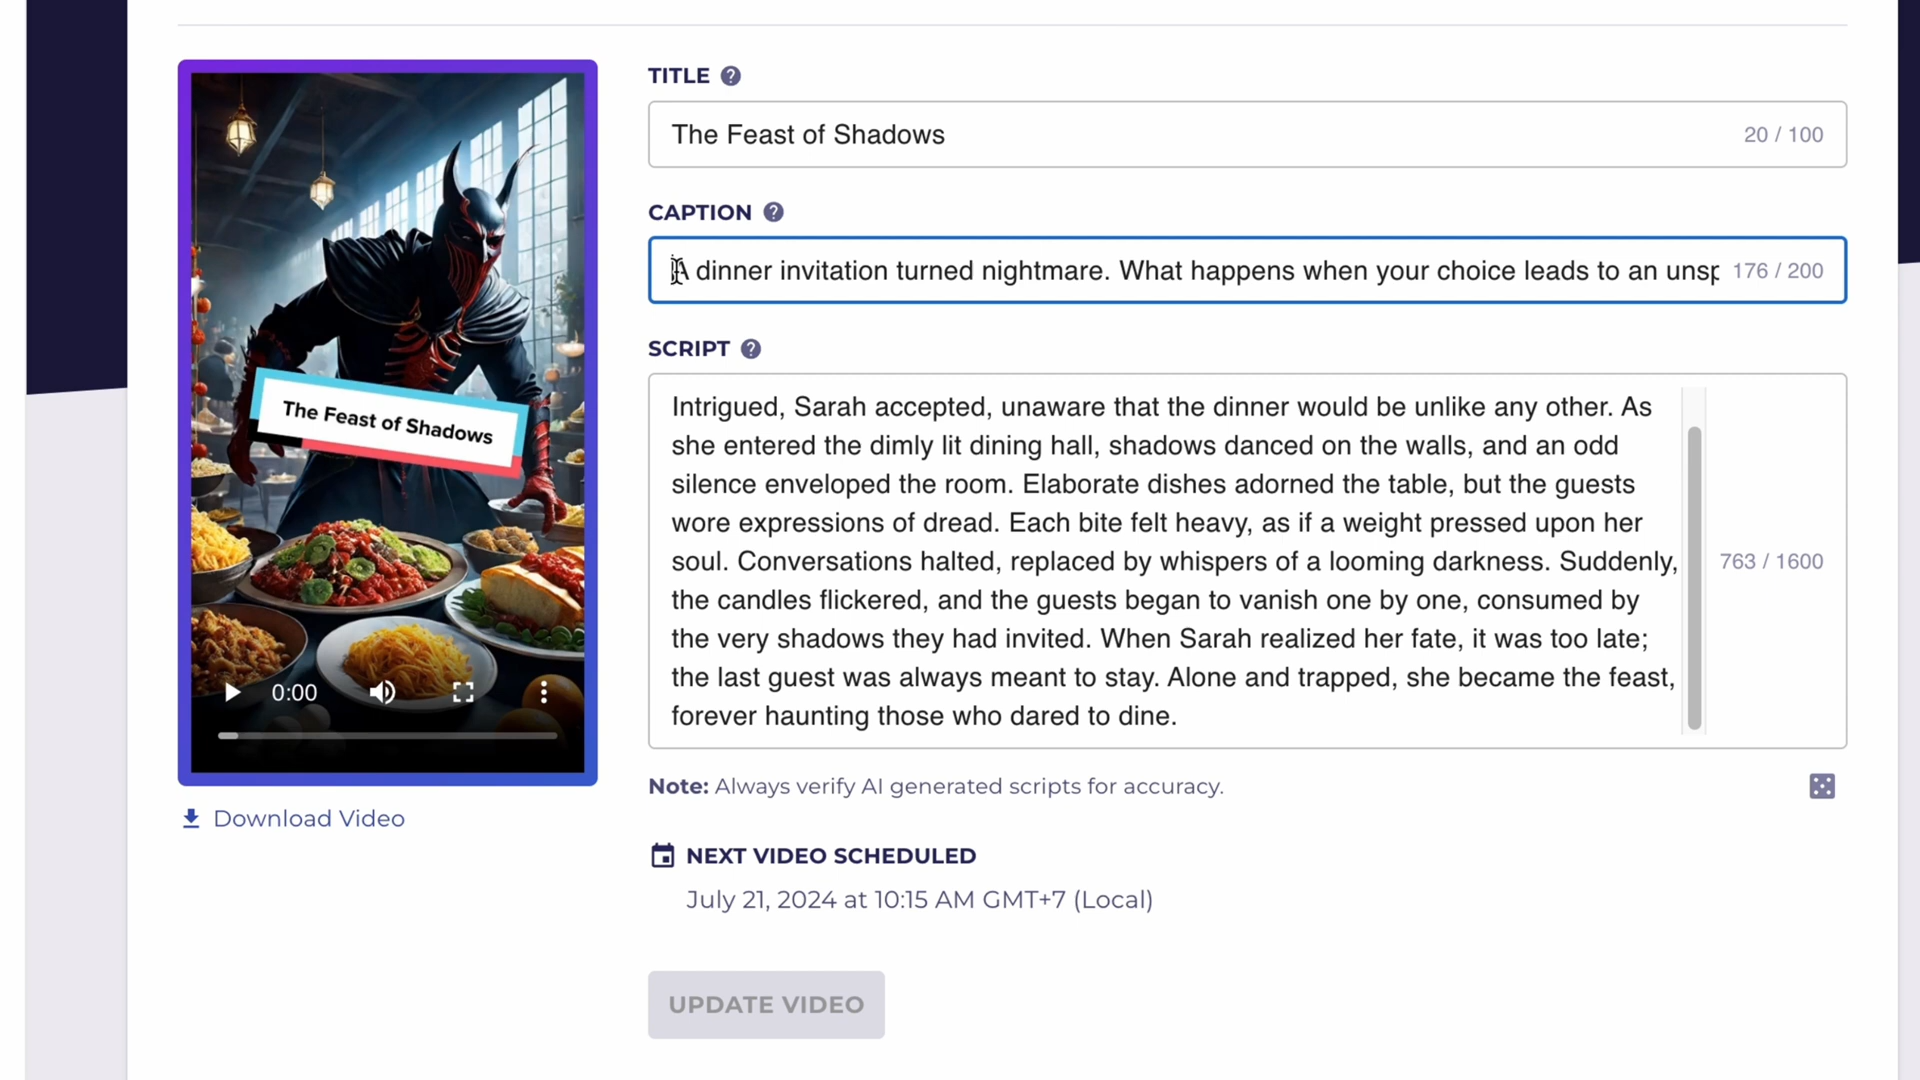 TITLE
The Feast of Shadows
20 / 100
CAPTION
A dinner invitation turned nightmare. What happens when your choice leads to an unsp
176 / 200
SCRIPT
Intrigued, Sarah accepted, unaware that the dinner would be unlike any other. As
she entered the dimly lit dining hall, shadows danced on the walls, and an odd
silence enveloped the room. Elaborate dishes adorned the table, but the guests
wore expressions of dread. Each bite felt heavy, as if a weight pressed upon her
soul. Conversations halted, replaced by whispers of a looming darkness. Suddenly,
the candles flickered, and the guests began to vanish one by one, consumed by
the very shadows they had invited. When Sarah realized her fate, it was too late;
the last guest was always meant to stay. Alone and trapped, she became the feast,
forever haunting those who dared to dine.
763 / 1600
Note: Always verify AI generated scripts for accuracy.
The Feast of Shadows
0:00
Download Video
NEXT VIDEO SCHEDULED
July 21, 2024 at 10:15 AM GMT+7 (Local)
UPDATE VIDEO